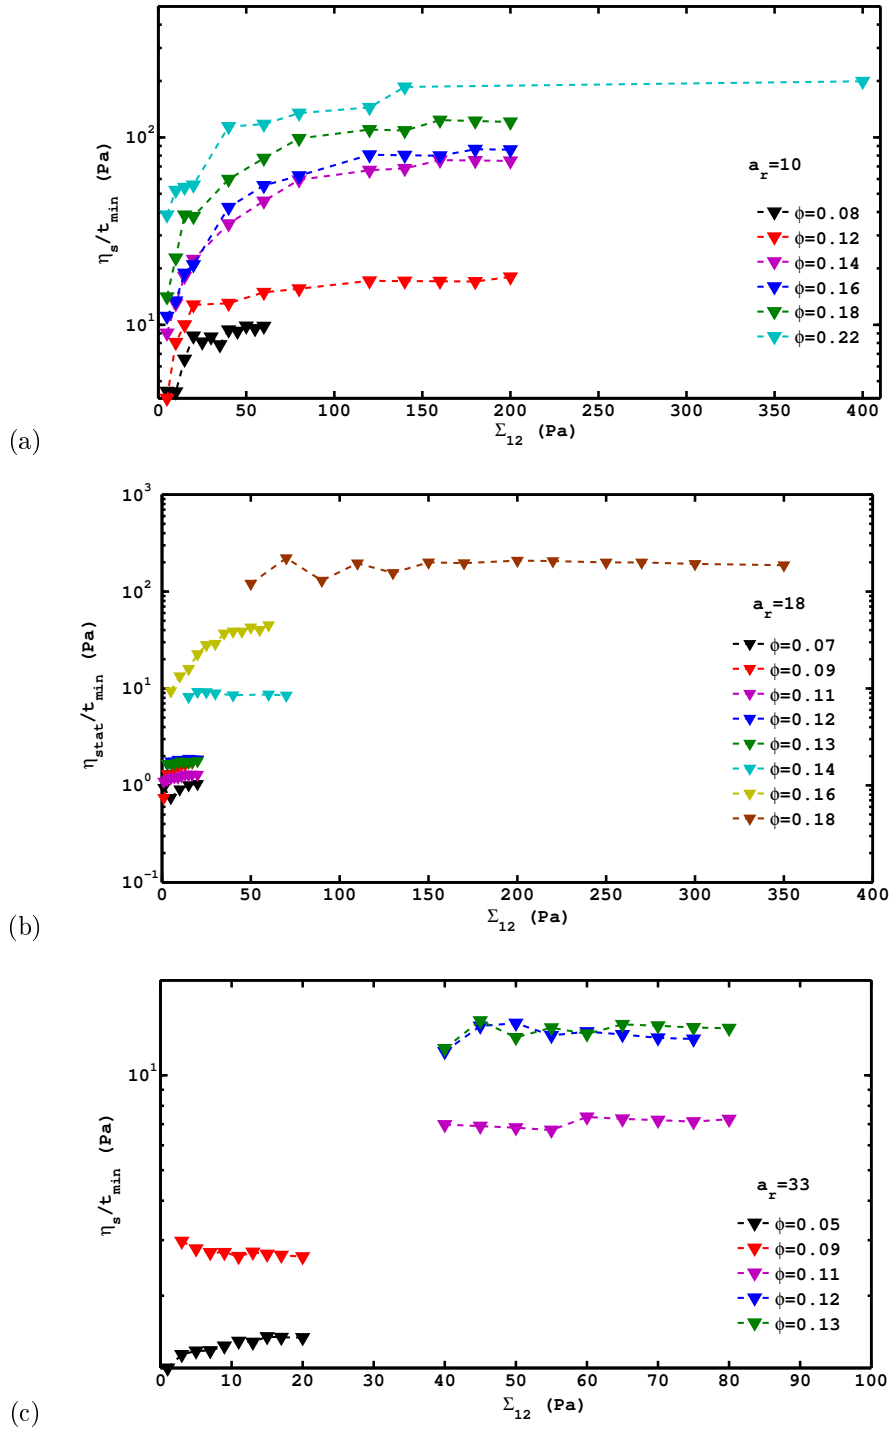 η_s/t_min (Pa)
10^2
10^1
a_r=10
ϕ=0.08
ϕ=0.12
ϕ=0.14
ϕ=0.16
ϕ=0.18
ϕ=0.22
0 50 100 150 200 250 300 350 400
Σ_12 (Pa)
(a)
η_stat/t_min (Pa)
10^3
10^2
10^1
10^0
10^-1
a_r=18
ϕ=0.07
ϕ=0.09
ϕ=0.11
ϕ=0.12
ϕ=0.13
ϕ=0.14
ϕ=0.16
ϕ=0.18
0 50 100 150 200 250 300 350 400
Σ_12 (Pa)
(b)
η_s/t_min (Pa)
10^1
a_r=33
ϕ=0.05
ϕ=0.09
ϕ=0.11
ϕ=0.12
ϕ=0.13
0 10 20 30 40 50 60 70 80 90 100
Σ_12 (Pa)
(c)